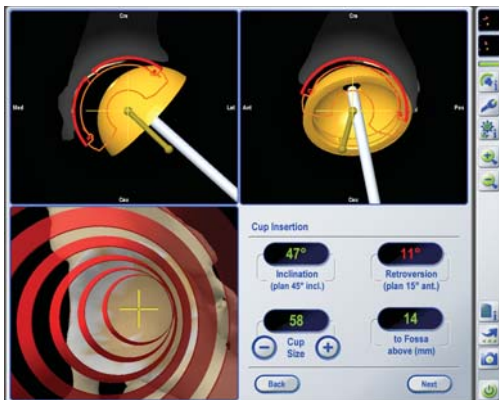 Cra
Cra
Med
Lat
Ant
Pos
Cau
Cau
Cup Insertion
47°
11°
Inclination
(plan 45° incl.)
Retroversion
(plan 15° ant.)
58
14
Cup
Size
to Fossa
above (mm)
Back
Next